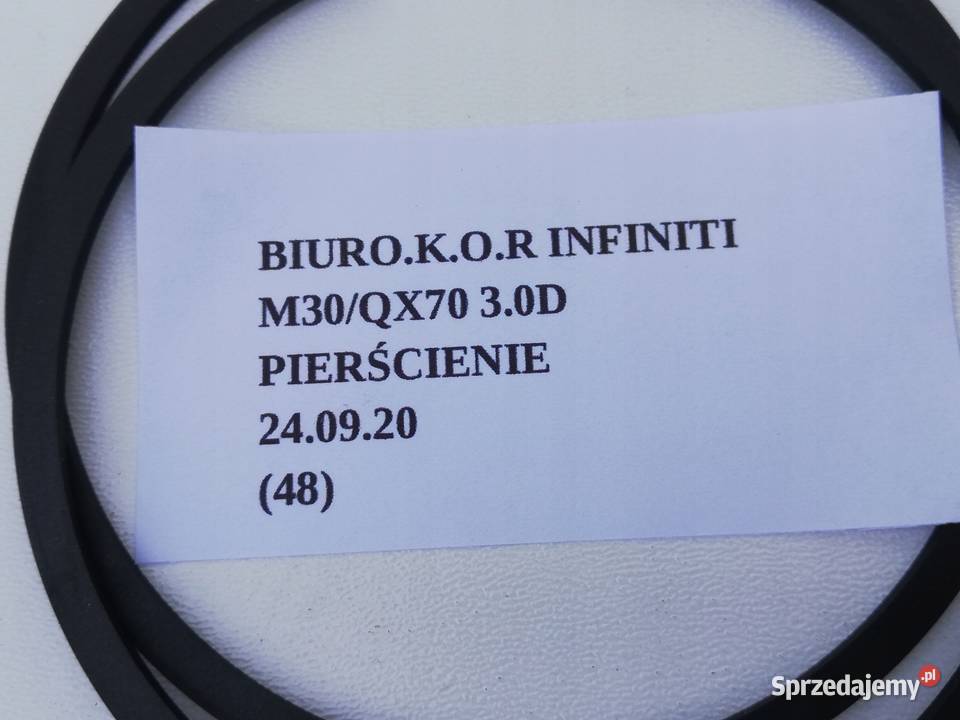 BIURO.K.O.R INFINITI
M30/QX70 3.0D
PIERŚCIENIE
24.09.20
(48)
Sprzedajemy.pl